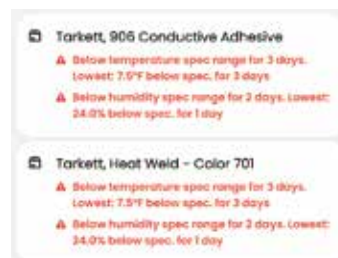 Tarkett, 906 Conductive Adhesive
Below temperature spec range for 3 days.
Lowest: 7.5°F below spec. for 3 days
Below humidity spec range for 2 days. Lowest:
24.0% below spec. for 1 day
Tarkett, Heat Weld - Color 701
Below temperature spec range for 3 days.
Lowest: 7.5°F below spec. for 3 days
Below humidity spec range for 2 days. Lowest:
24.0% below spec. for 1 day